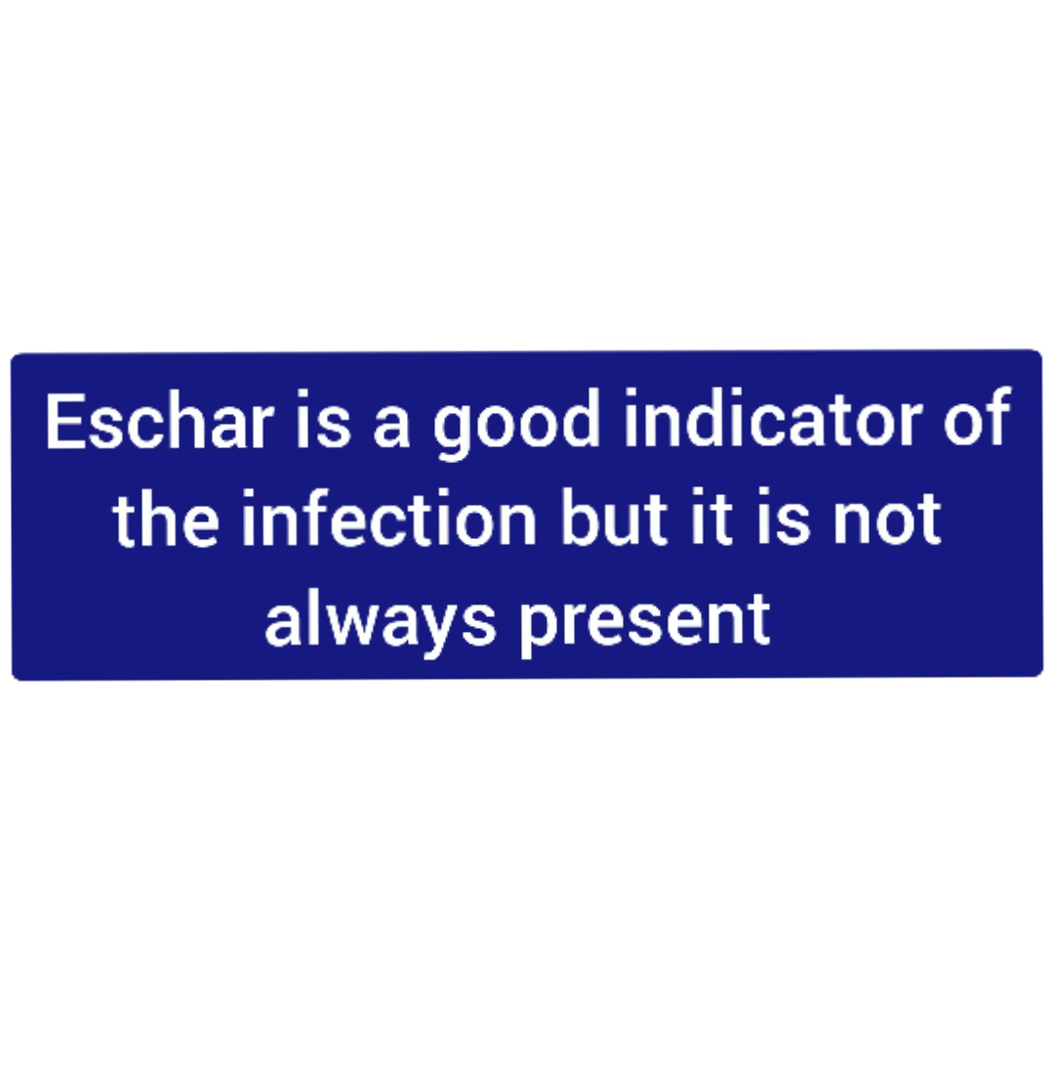 Eschar is a good indicator of
the infection but it is not
always present